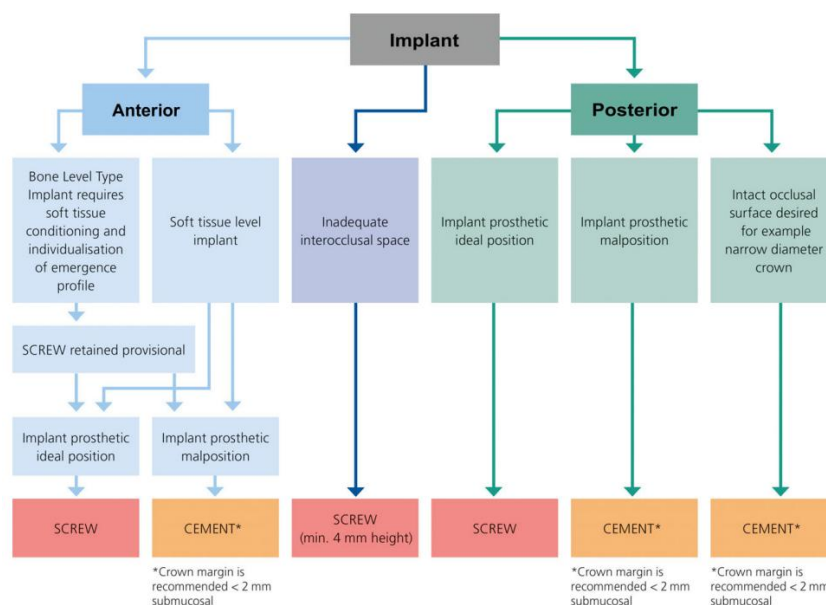 Implant
Anterior
Posterior
Bone Level Type
Implant requires
soft tissue
conditioning and
individualisation
of emergence
profile
Soft tissue level
implant
Inadequate
interocclusal space
Implant prosthetic
ideal position
Implant prosthetic
malposition
Intact occlusal
surface desired
for example
narrow diameter
crown
SCREW retained provisional
Implant prosthetic
ideal position
Implant prosthetic
malposition
SCREW
CEMENT*
SCREW
(min. 4 mm height)
SCREW
CEMENT*
CEMENT*
*Crown margin is
recommended < 2 mm
submucosal
*Crown margin is
recommended < 2 mm
submucosal
*Crown margin is
recommended < 2 mm
submucosal